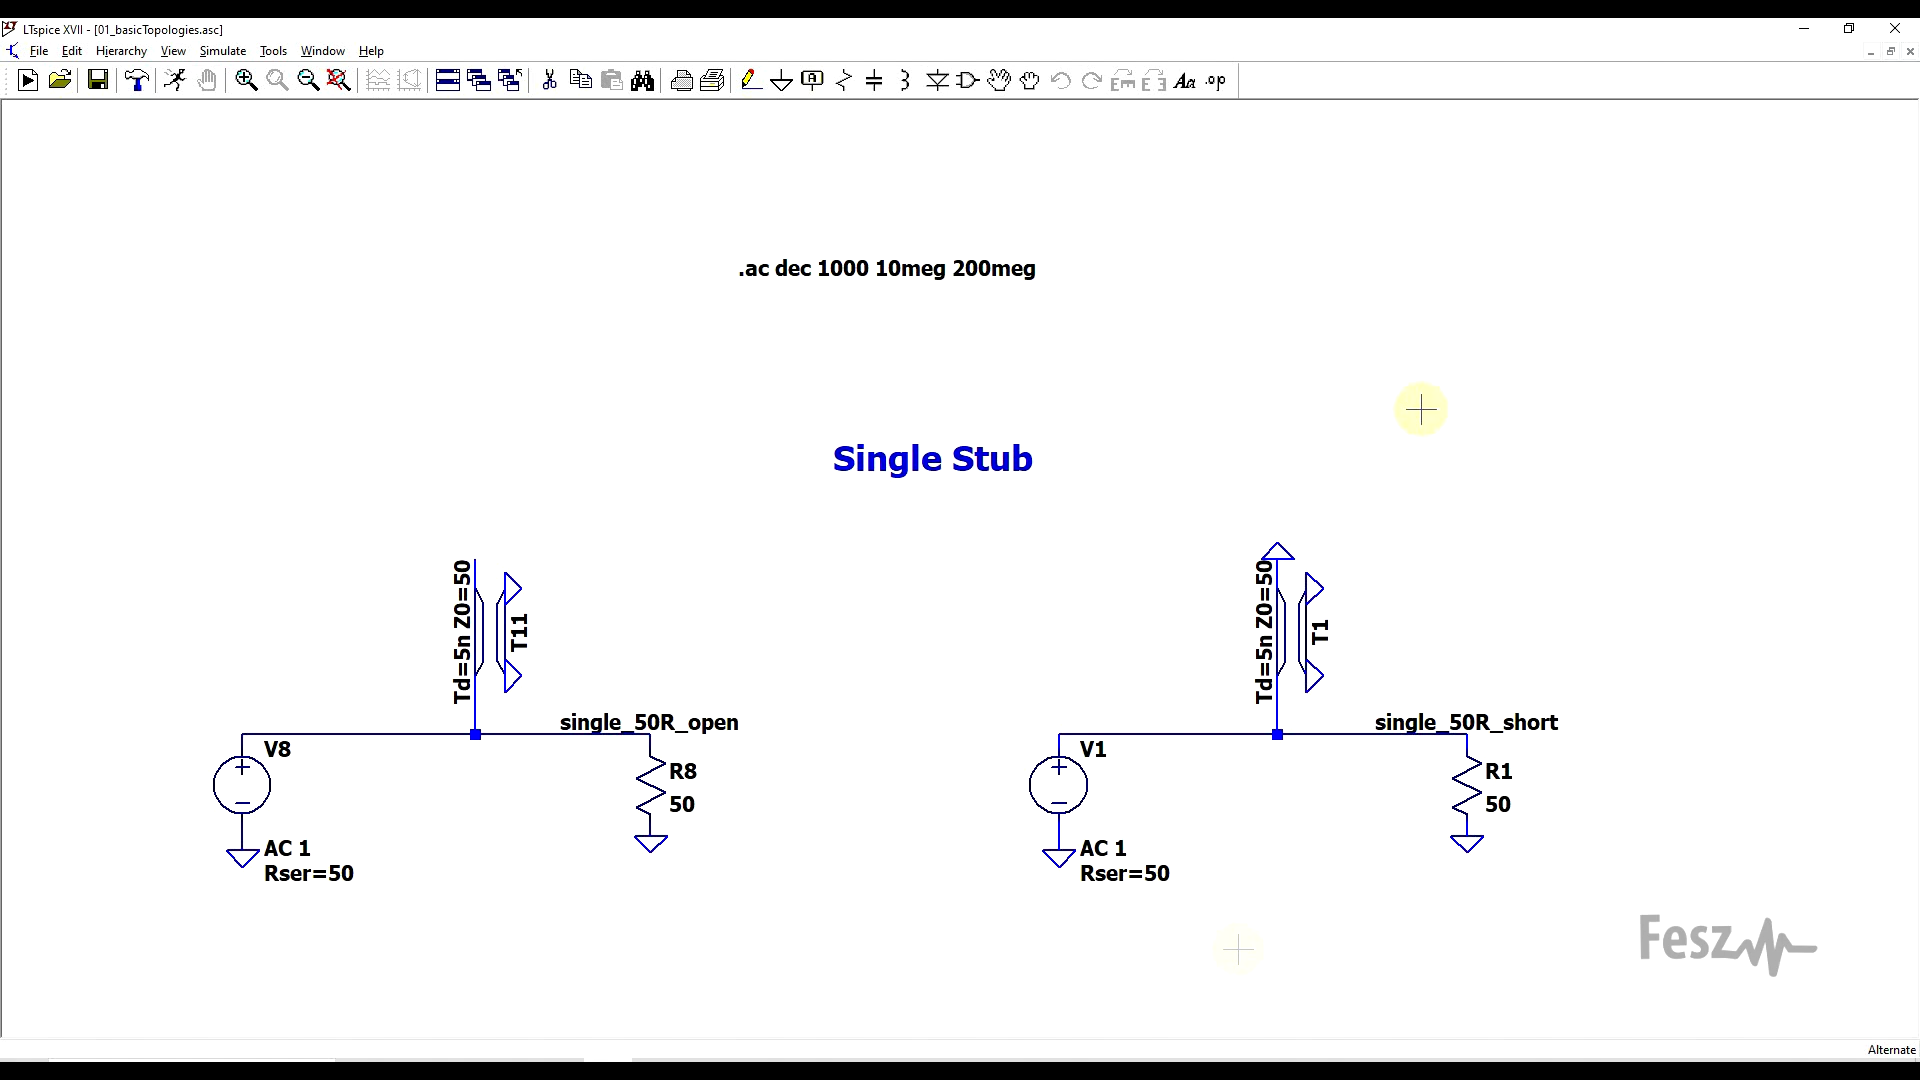 LTspice XVII - [01_basicTopologies.asc]
File Edit Hierarchy View Simulate Tools Window Help
.ac dec 1000 10meg 200meg
Single Stub
Td=5n Z0=50
T11
Td=5n Z0=50
T1
single_50R_open
single_50R_short
V8
R8
50
AC 1
Rser=50
V1
R1
50
AC 1
Rser=50
Fesz
Alternate